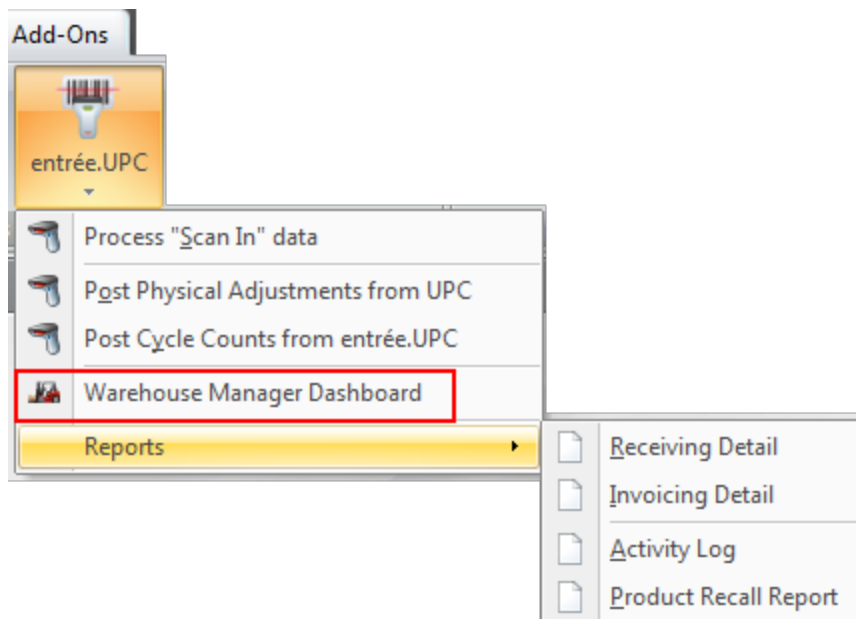 Add-Ons
entrée.UPC
Process "Scan In" data
Post Physical Adjustments from UPC
Post Cycle Counts from entrée.UPC
Warehouse Manager Dashboard
Reports
Receiving Detail
Invoicing Detail
Activity Log
Product Recall Report